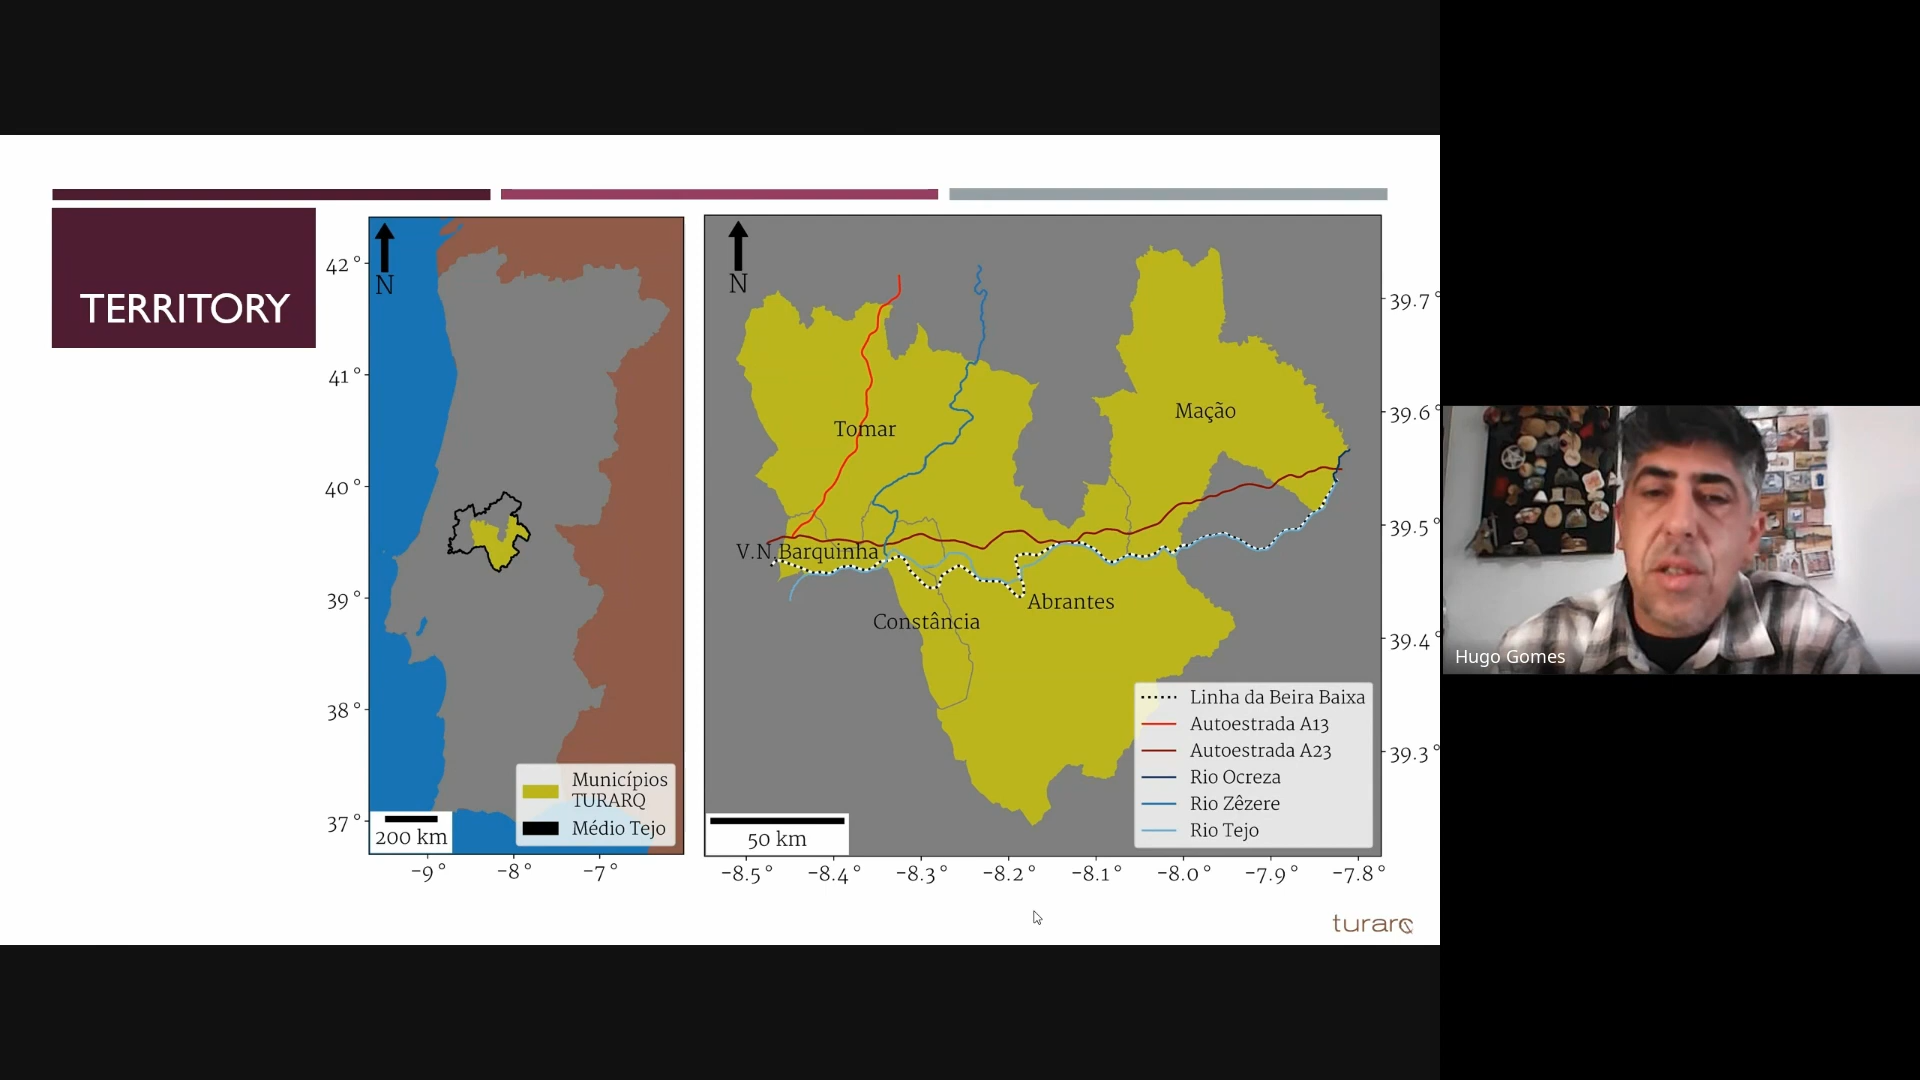 TERRITORY
N
42°
41°
40°
39°
38°
37°
-9°
-8°
-7°
200 km
Municípios
TURARQ
Médio Tejo
N
Tomar
Mação
V.N.Barquinha
Constância
Abrantes
39.7°
39.6°
39.5°
39.4°
39.3°
50 km
Linha da Beira Baixa
Autoestrada A13
Autoestrada A23
Rio Ocreza
Rio Zêzere
Rio Tejo
-8.5°
-8.4°
-8.3°
-8.2°
-8.1°
-8.0°
-7.9°
-7.8°
turarq
Hugo Gomes